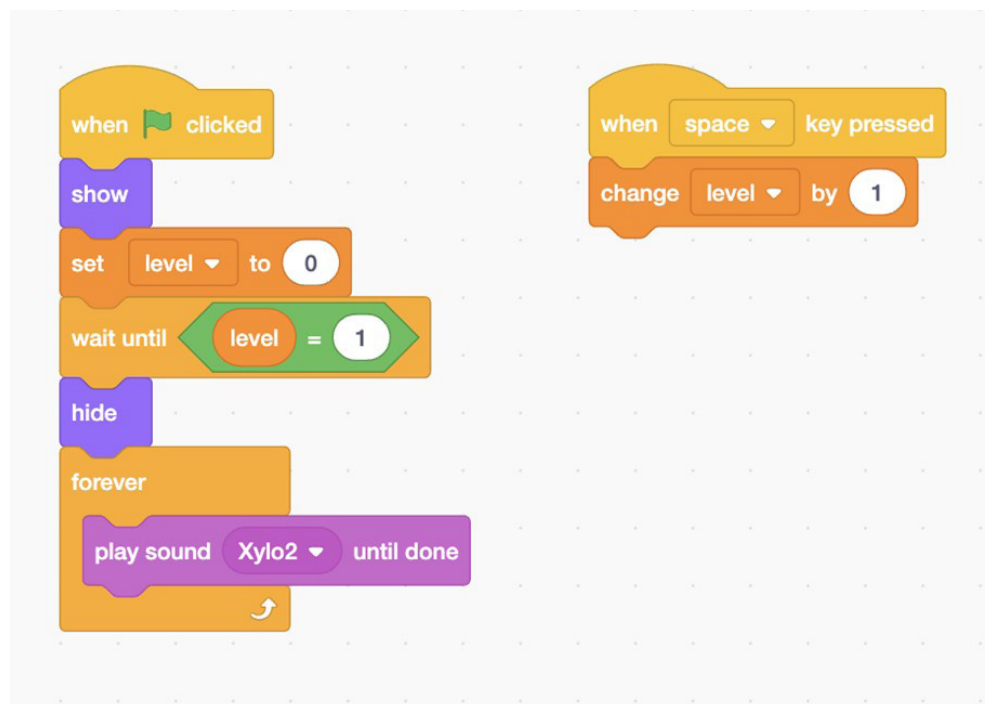 when clicked
show
set level to 0
wait until level = 1
hide
forever
play sound Xylo2 until done
when space key pressed
change level by 1